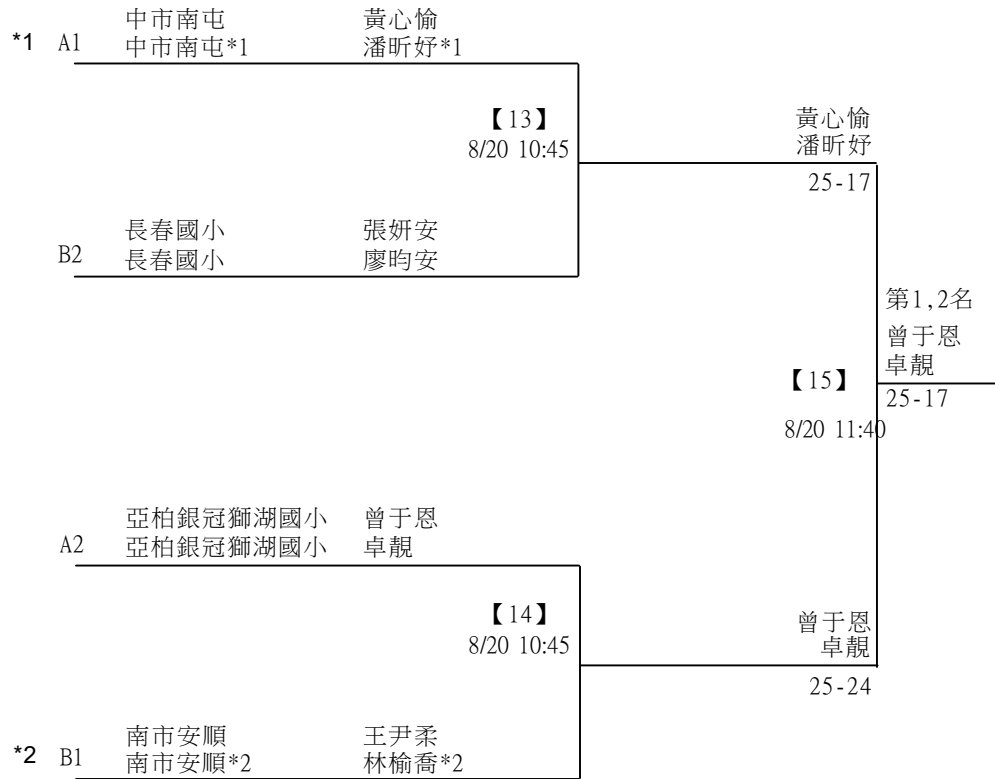 中市南屯 黃心愉
*1 A1 中市南屯*1 潘昕妤*1
【13】
8/20 10:45
黃心愉
潘昕妤
25-17
長春國小 張妍安
B2 長春國小 廖昀安
第1,2名
曾于恩
卓靚
【15】
25-17
8/20 11:40
亞柏銀冠獅湖國小 曾于恩
A2 亞柏銀冠獅湖國小 卓靚
【14】
8/20 10:45
曾于恩
卓靚
25-24
南市安順 王尹柔
*2 B1 南市安順*2 林榆喬*2